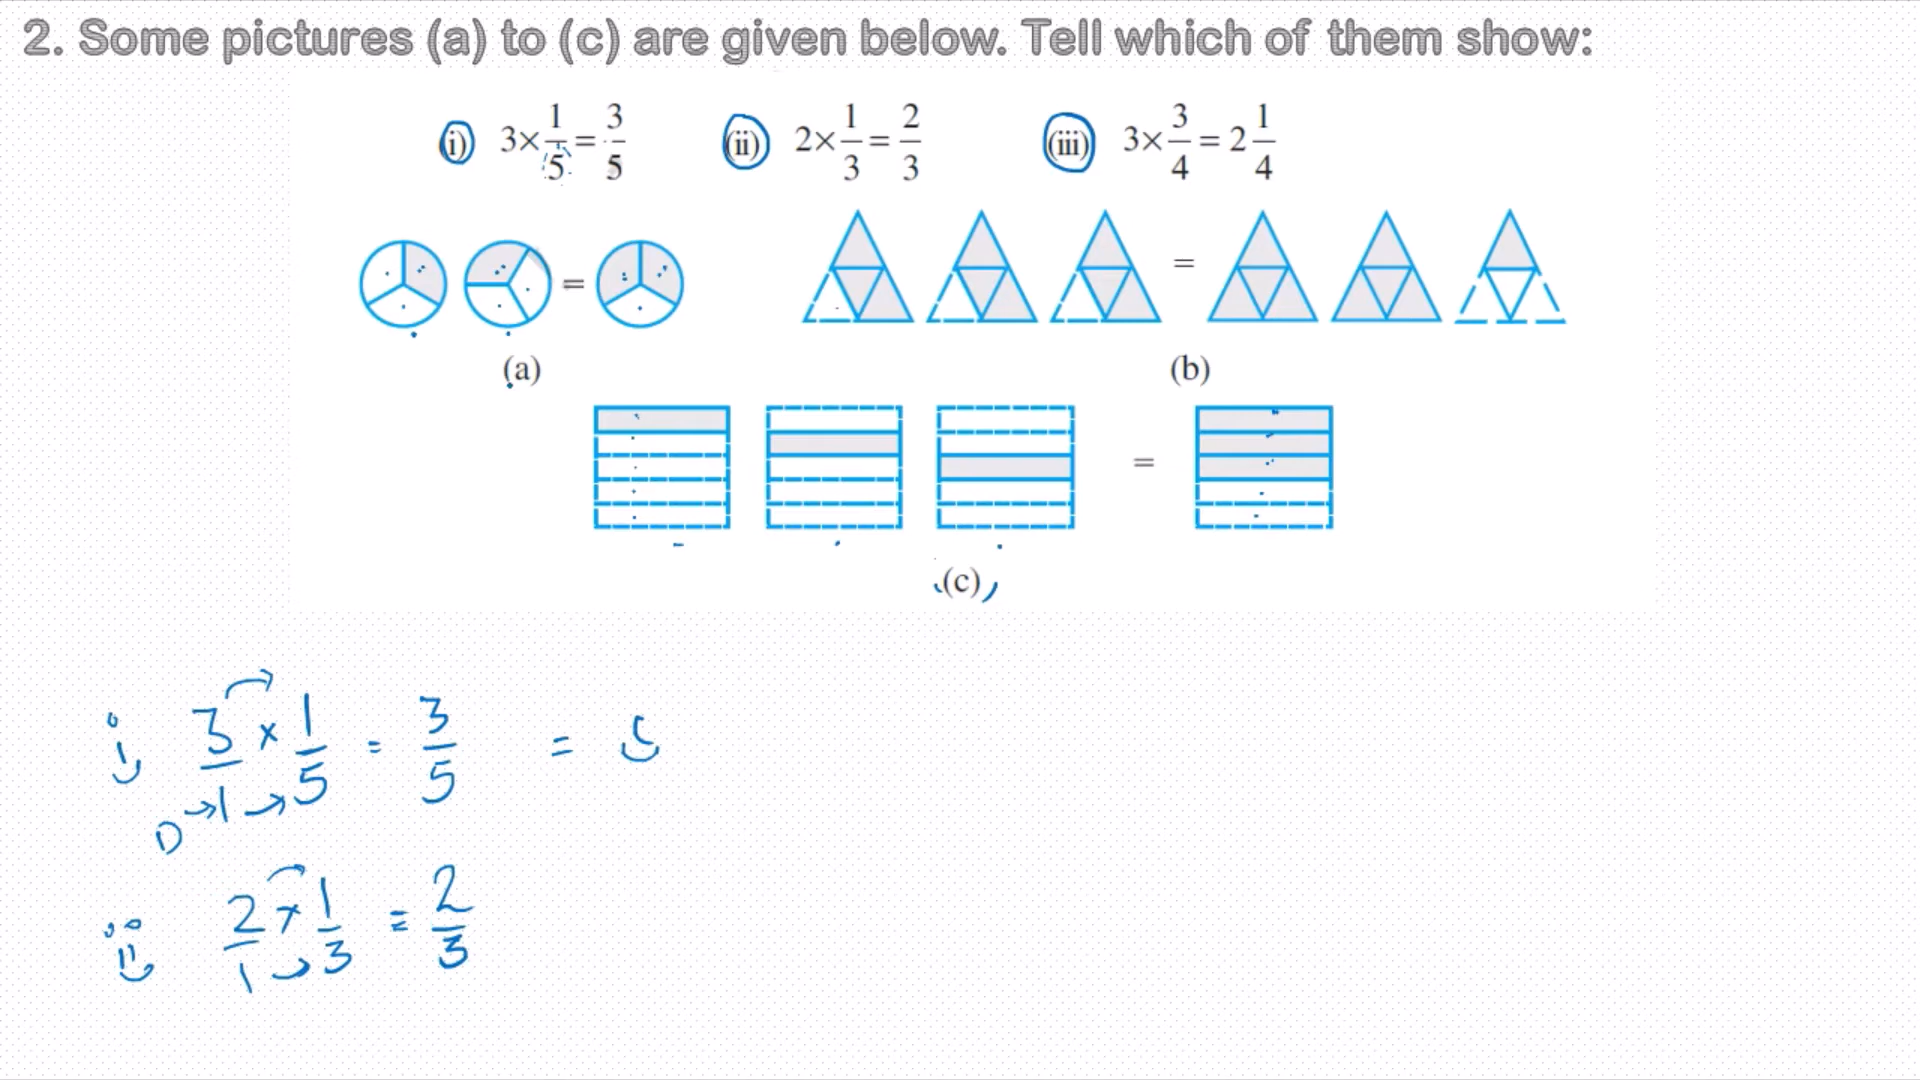 2. Some pictures (a) to (c) are given below. Tell which of them show:
(i) 3×1/5=3/5 (ii) 2×1/3=2/3 (iii) 3×3/4=2 1/4
= =
(a) (b)
=
(c)
i) 3/1 × 1/5 = 3/5 = c)
D→1→
ii) 2/1 × 1/3 = 2/3